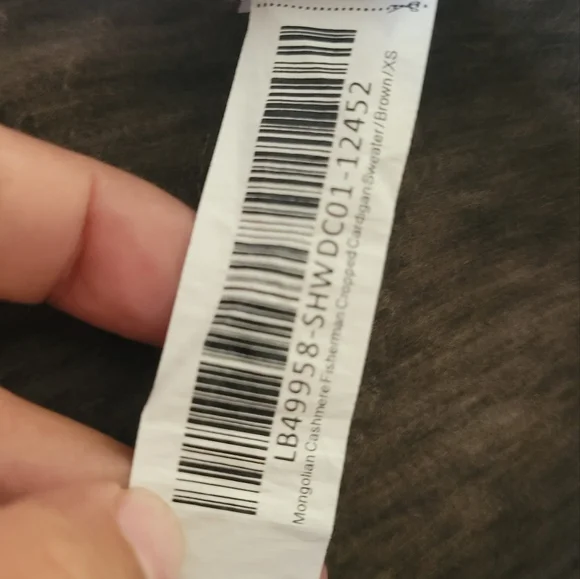 LB49958-SHWDC01-12452
Mongolian Cashmere Fisherman Cropped Cardigan Sweater/Brown/XS